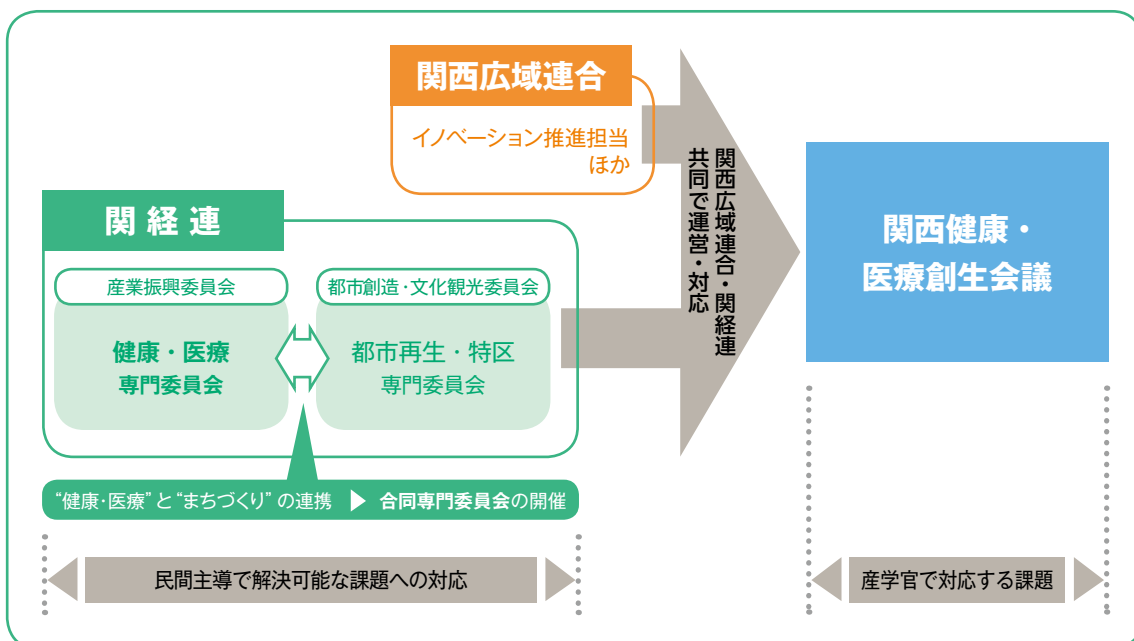 関西広域連合
イノベーション推進担当
ほか
関経連
産業振興委員会
健康・医療
専門委員会
都市創造・文化観光委員会
都市再生・特区
専門委員会
“健康・医療”と“まちづくり”の連携 ▶ 合同専門委員会の開催
民間主導で解決可能な課題への対応
関西広域連合・関経連
共同で運営・対応
関西健康・
医療創生会議
産学官で対応する課題